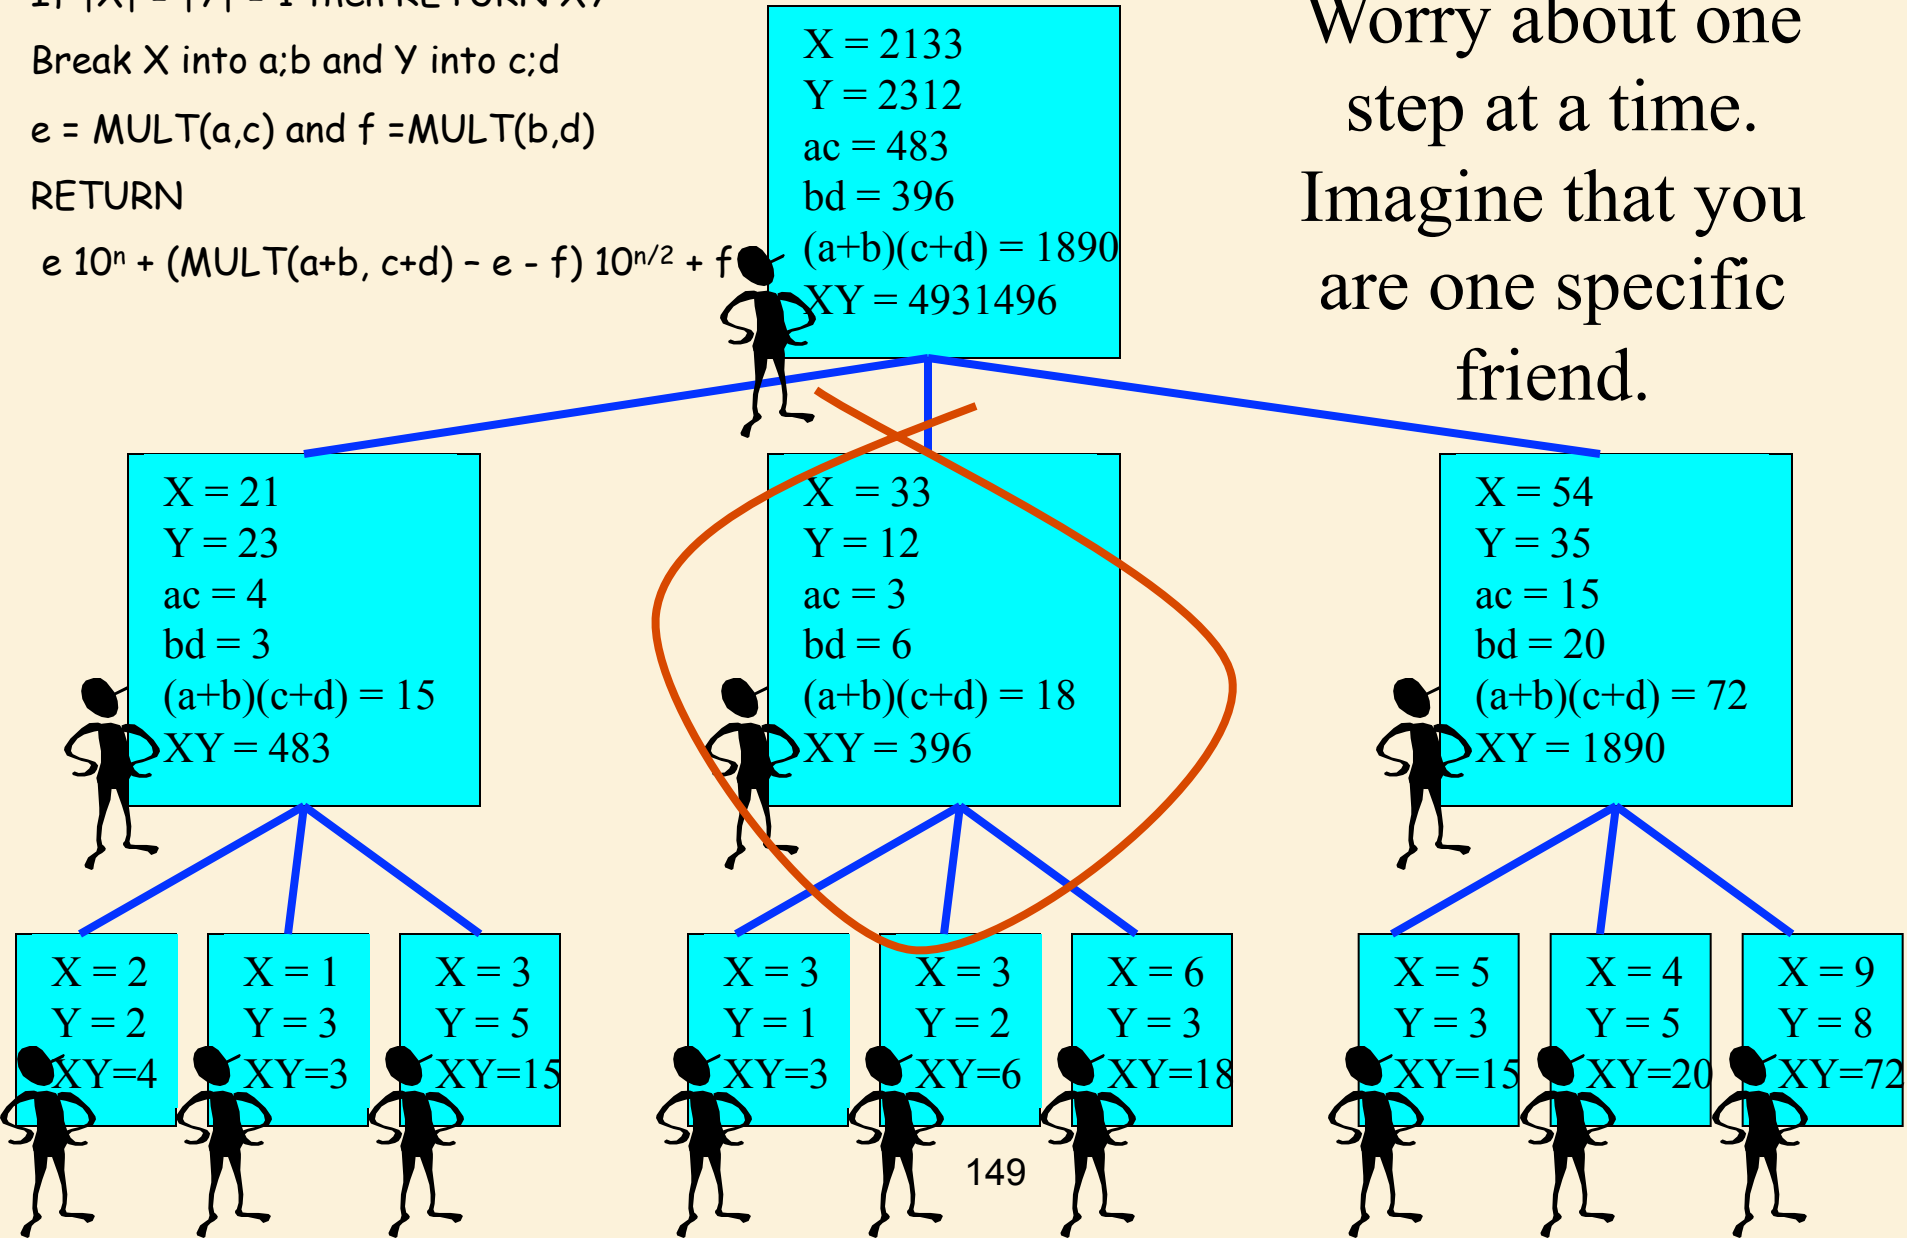 If |X| = |Y| = 1 then RETURN XY
Break X into a;b and Y into c;d
e = MULT(a,c) and f =MULT(b,d)
RETURN
e 10ⁿ + (MULT(a+b, c+d) – e - f) 10ⁿ/² + f
X = 2133
Y = 2312
ac = 483
bd = 396
(a+b)(c+d) = 1890
XY = 4931496
Worry about one
step at a time.
Imagine that you
are one specific
friend.
X = 21
Y = 23
ac = 4
bd = 3
(a+b)(c+d) = 15
XY = 483
X = 33
Y = 12
ac = 3
bd = 6
(a+b)(c+d) = 18
XY = 396
X = 54
Y = 35
ac = 15
bd = 20
(a+b)(c+d) = 72
XY = 1890
X = 2
Y = 2
XY=4
X = 1
Y = 3
XY=3
X = 3
Y = 5
XY=15
X = 3
Y = 1
XY=3
X = 3
Y = 2
XY=6
X = 6
Y = 3
XY=18
X = 5
Y = 3
XY=15
X = 4
Y = 5
XY=20
X = 9
Y = 8
XY=72
149